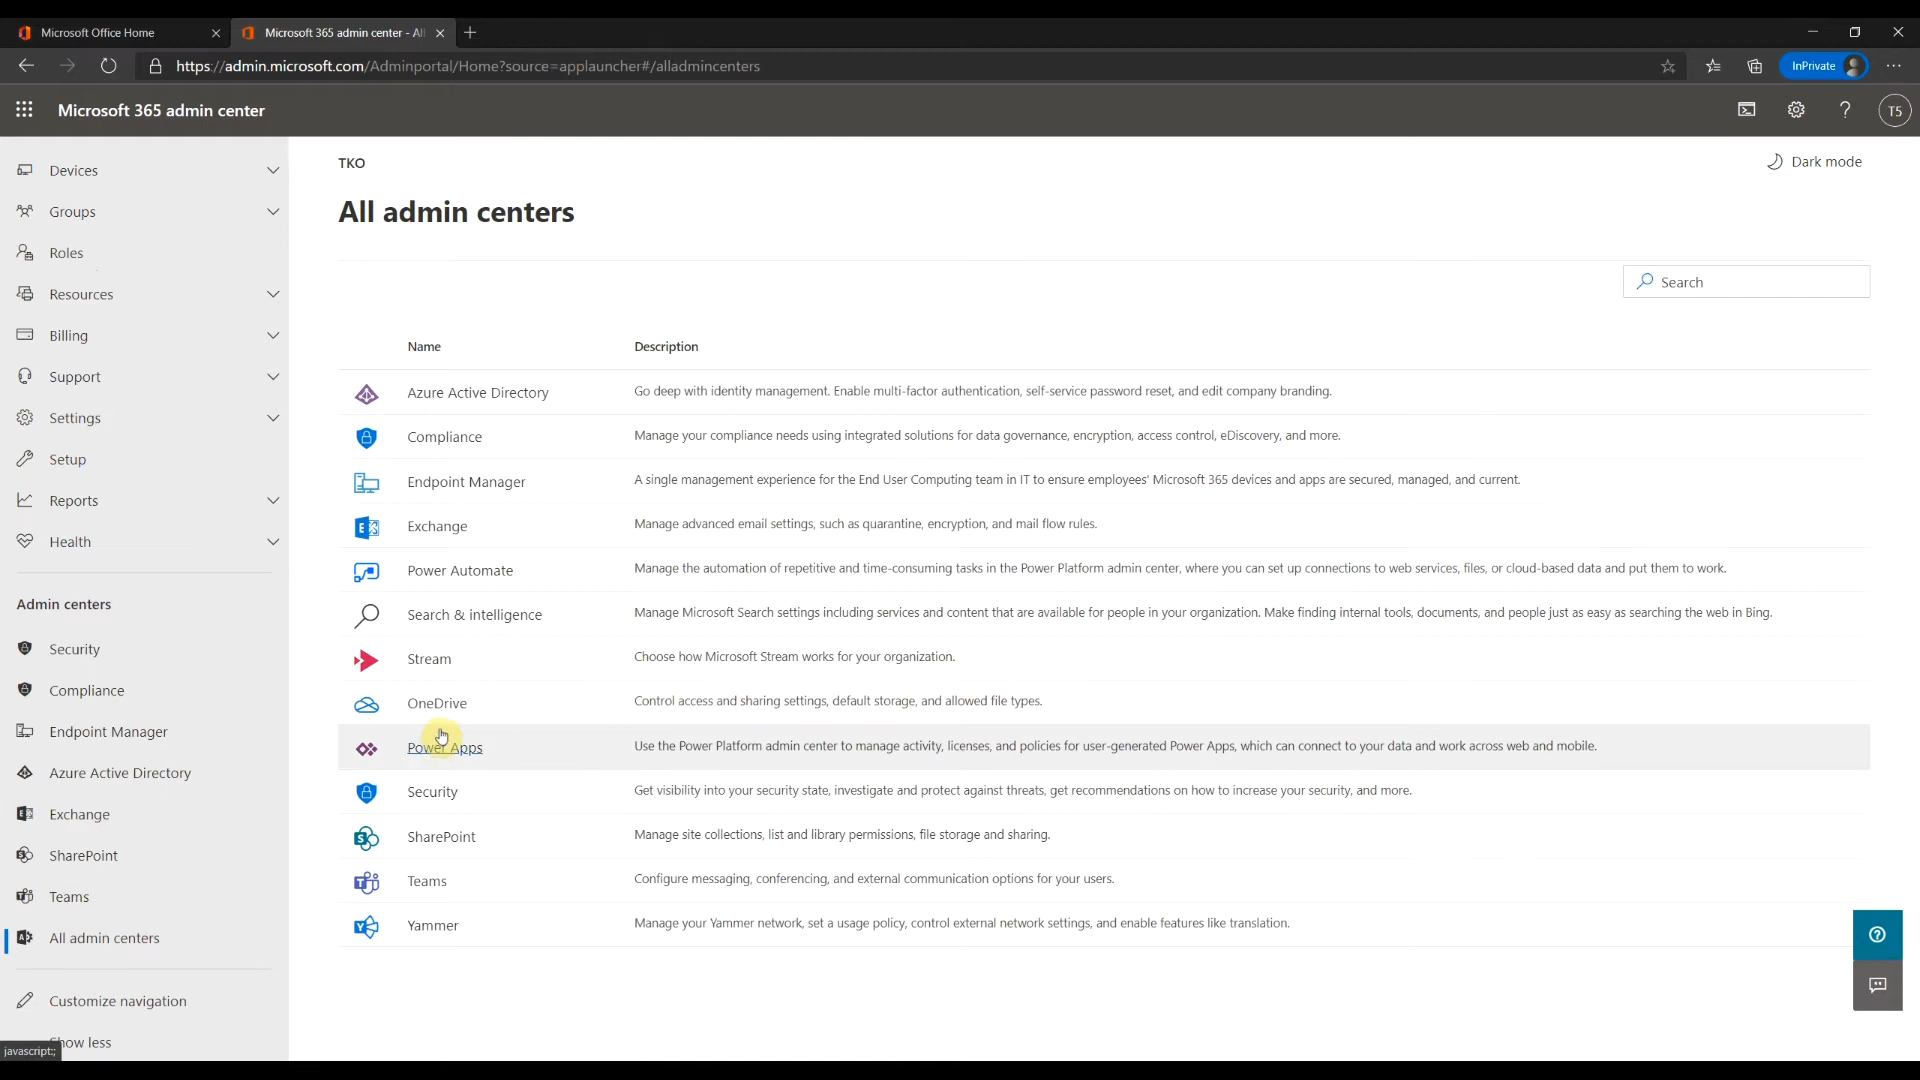 Microsoft Office Home
Microsoft 365 admin center - All
https://admin.microsoft.com/Adminportal/Home?source=applauncher#/alladmincenters
InPrivate
Microsoft 365 admin center
T5
Devices
Groups
Roles
Resources
Billing
Support
Settings
Setup
Reports
Health
Admin centers
Security
Compliance
Endpoint Manager
Azure Active Directory
Exchange
SharePoint
Teams
All admin centers
Customize navigation
Show less
javascript:;
TKO
Dark mode
All admin centers
Search
Name Description
Azure Active Directory Go deep with identity management. Enable multi-factor authentication, self-service password reset, and edit company branding.
Compliance Manage your compliance needs using integrated solutions for data governance, encryption, access control, eDiscovery, and more.
Endpoint Manager A single management experience for the End User Computing team in IT to ensure employees' Microsoft 365 devices and apps are secured, managed, and current.
Exchange Manage advanced email settings, such as quarantine, encryption, and mail flow rules.
Power Automate Manage the automation of repetitive and time-consuming tasks in the Power Platform admin center, where you can set up connections to web services, files, or cloud-based data and put them to work.
Search & intelligence Manage Microsoft Search settings including services and content that are available for people in your organization. Make finding internal tools, documents, and people just as easy as searching the web in Bing.
Stream Choose how Microsoft Stream works for your organization.
OneDrive Control access and sharing settings, default storage, and allowed file types.
Power Apps Use the Power Platform admin center to manage activity, licenses, and policies for user-generated Power Apps, which can connect to your data and work across web and mobile.
Security Get visibility into your security state, investigate and protect against threats, get recommendations on how to increase your security, and more.
SharePoint Manage site collections, list and library permissions, file storage and sharing.
Teams Configure messaging, conferencing, and external communication options for your users.
Yammer Manage your Yammer network, set a usage policy, control external network settings, and enable features like translation.